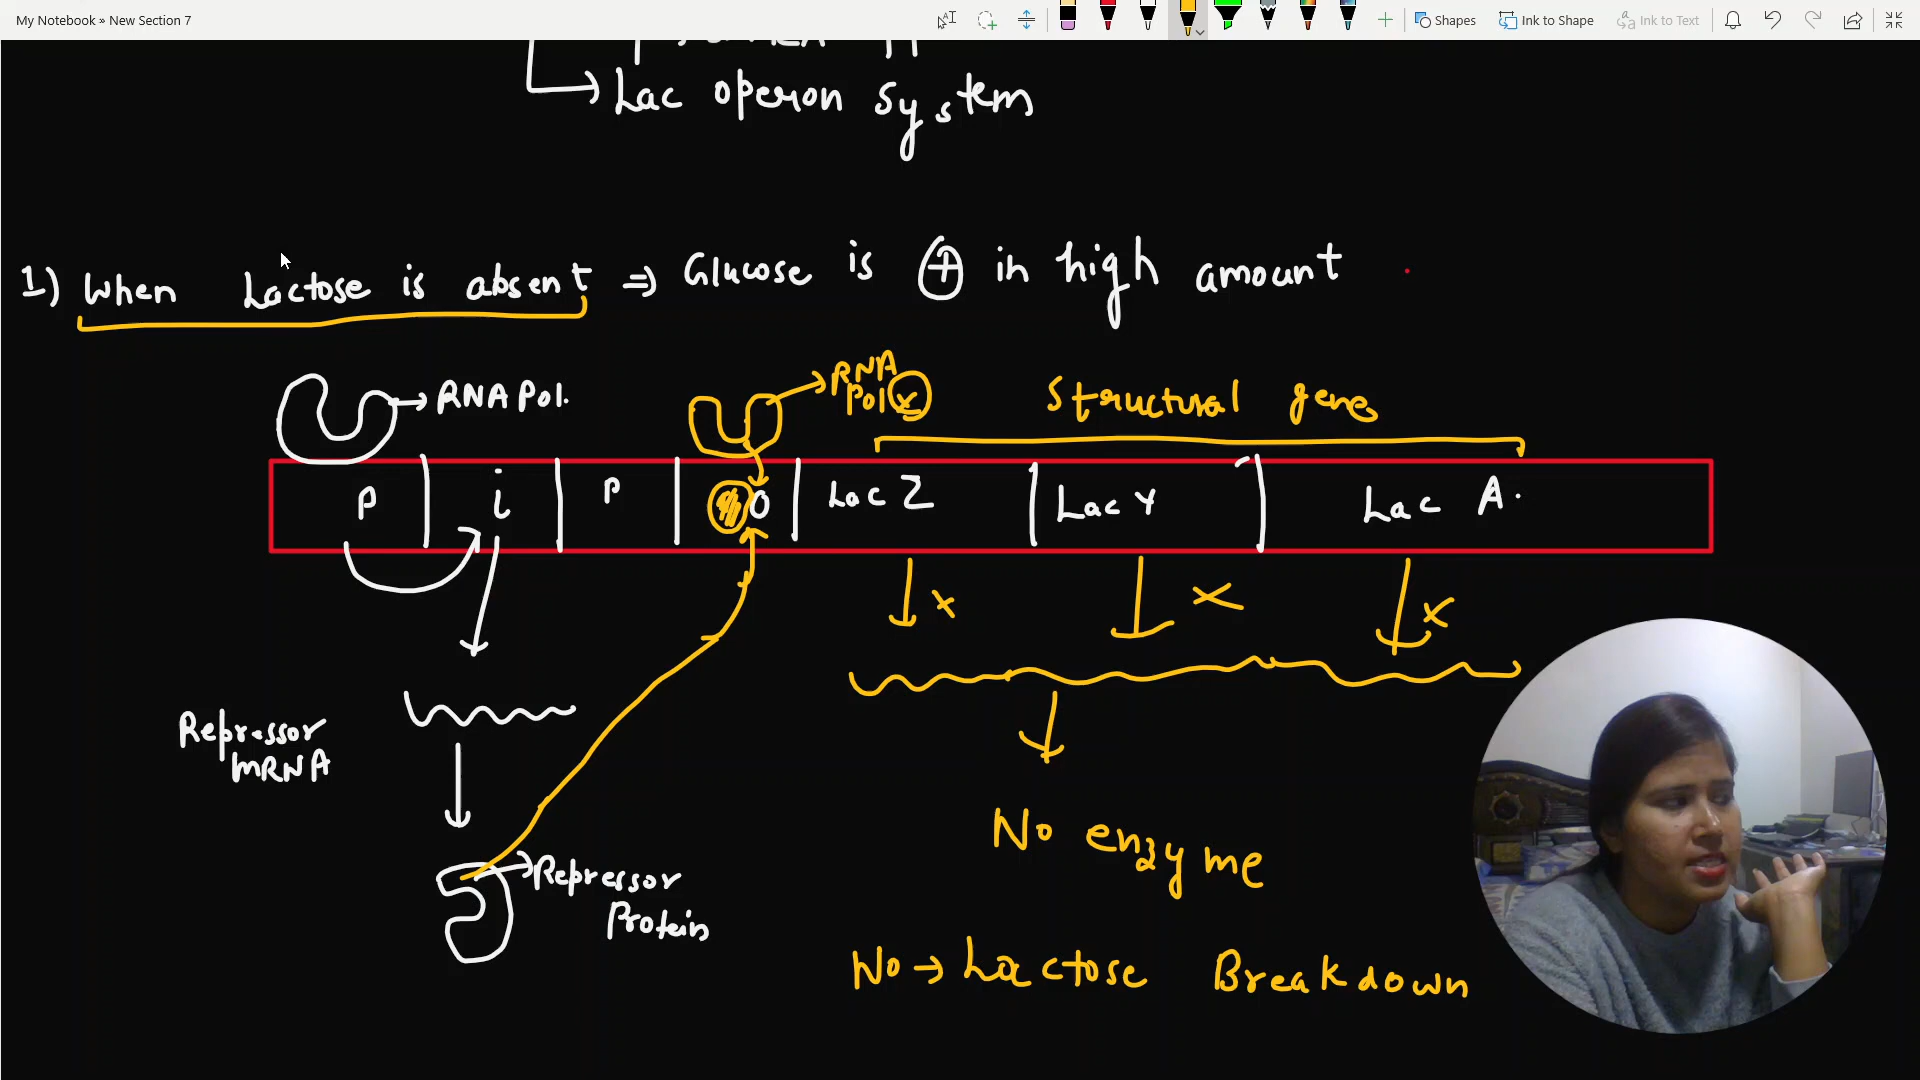 My Notebook » New Section 7
Shapes
Ink to Shape
Ink to Text
Lac operon system
1) When Lactose is absent ⇒ Glucose is ⊕ in high amount
RNA Pol.
RNA
Pol x
Structural genes
P i P O Lac Z Lac Y Lac A.
x x x
Repressor
mRNA
Repressor
Protein
No enzyme
No → Lactose Breakdown